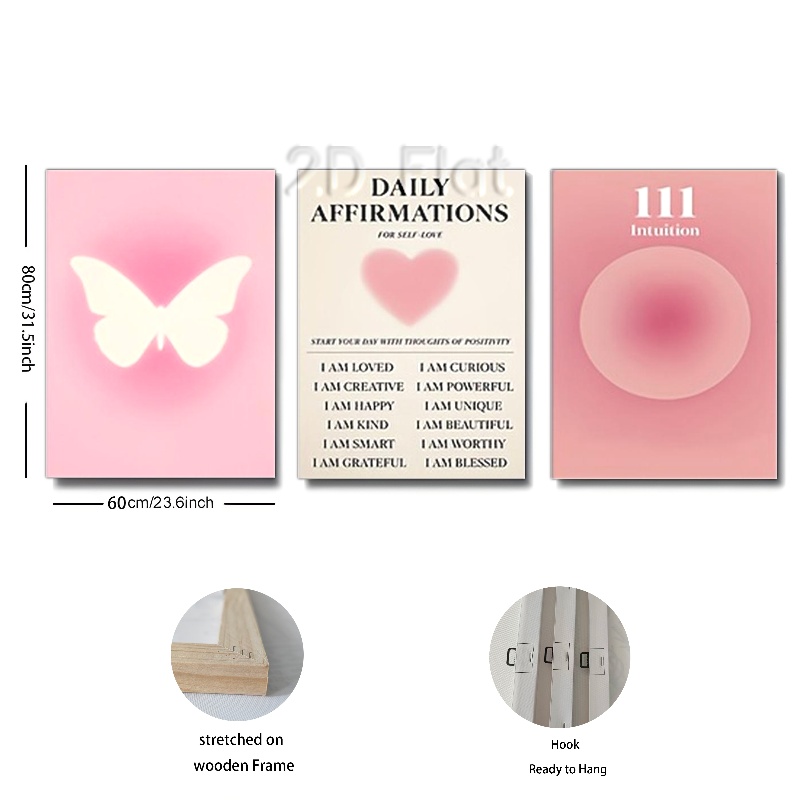 2D Flat
DAILY
AFFIRMATIONS
FOR SELF-LOVE
START YOUR DAY WITH THOUGHTS OF POSITIVITY
I AM LOVED I AM CURIOUS
I AM CREATIVE I AM POWERFUL
I AM HAPPY I AM UNIQUE
I AM KIND I AM BEAUTIFUL
I AM SMART I AM WORTHY
I AM GRATEFUL I AM BLESSED
111
Intuition
80cm/31.5inch
60cm/23.6inch
stretched on
wooden Frame
Hook
Ready to Hang